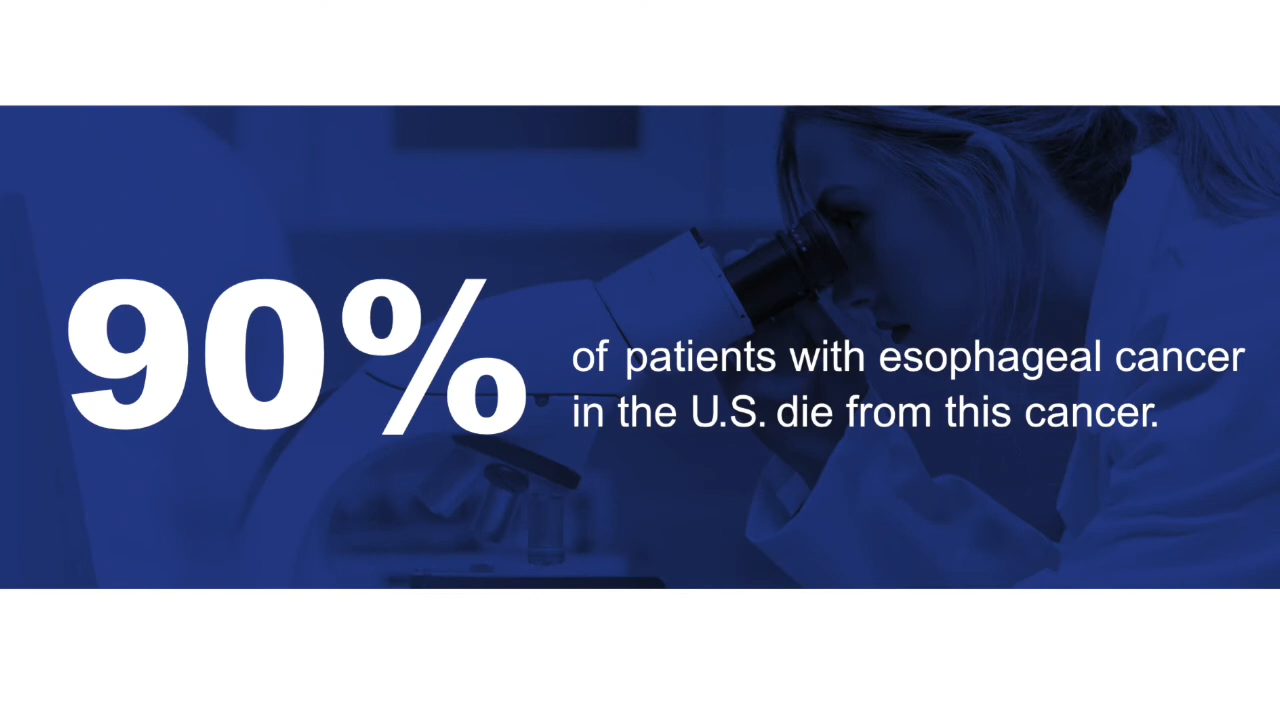 90%
of patients with esophageal cancer
in the U.S. die from this cancer.